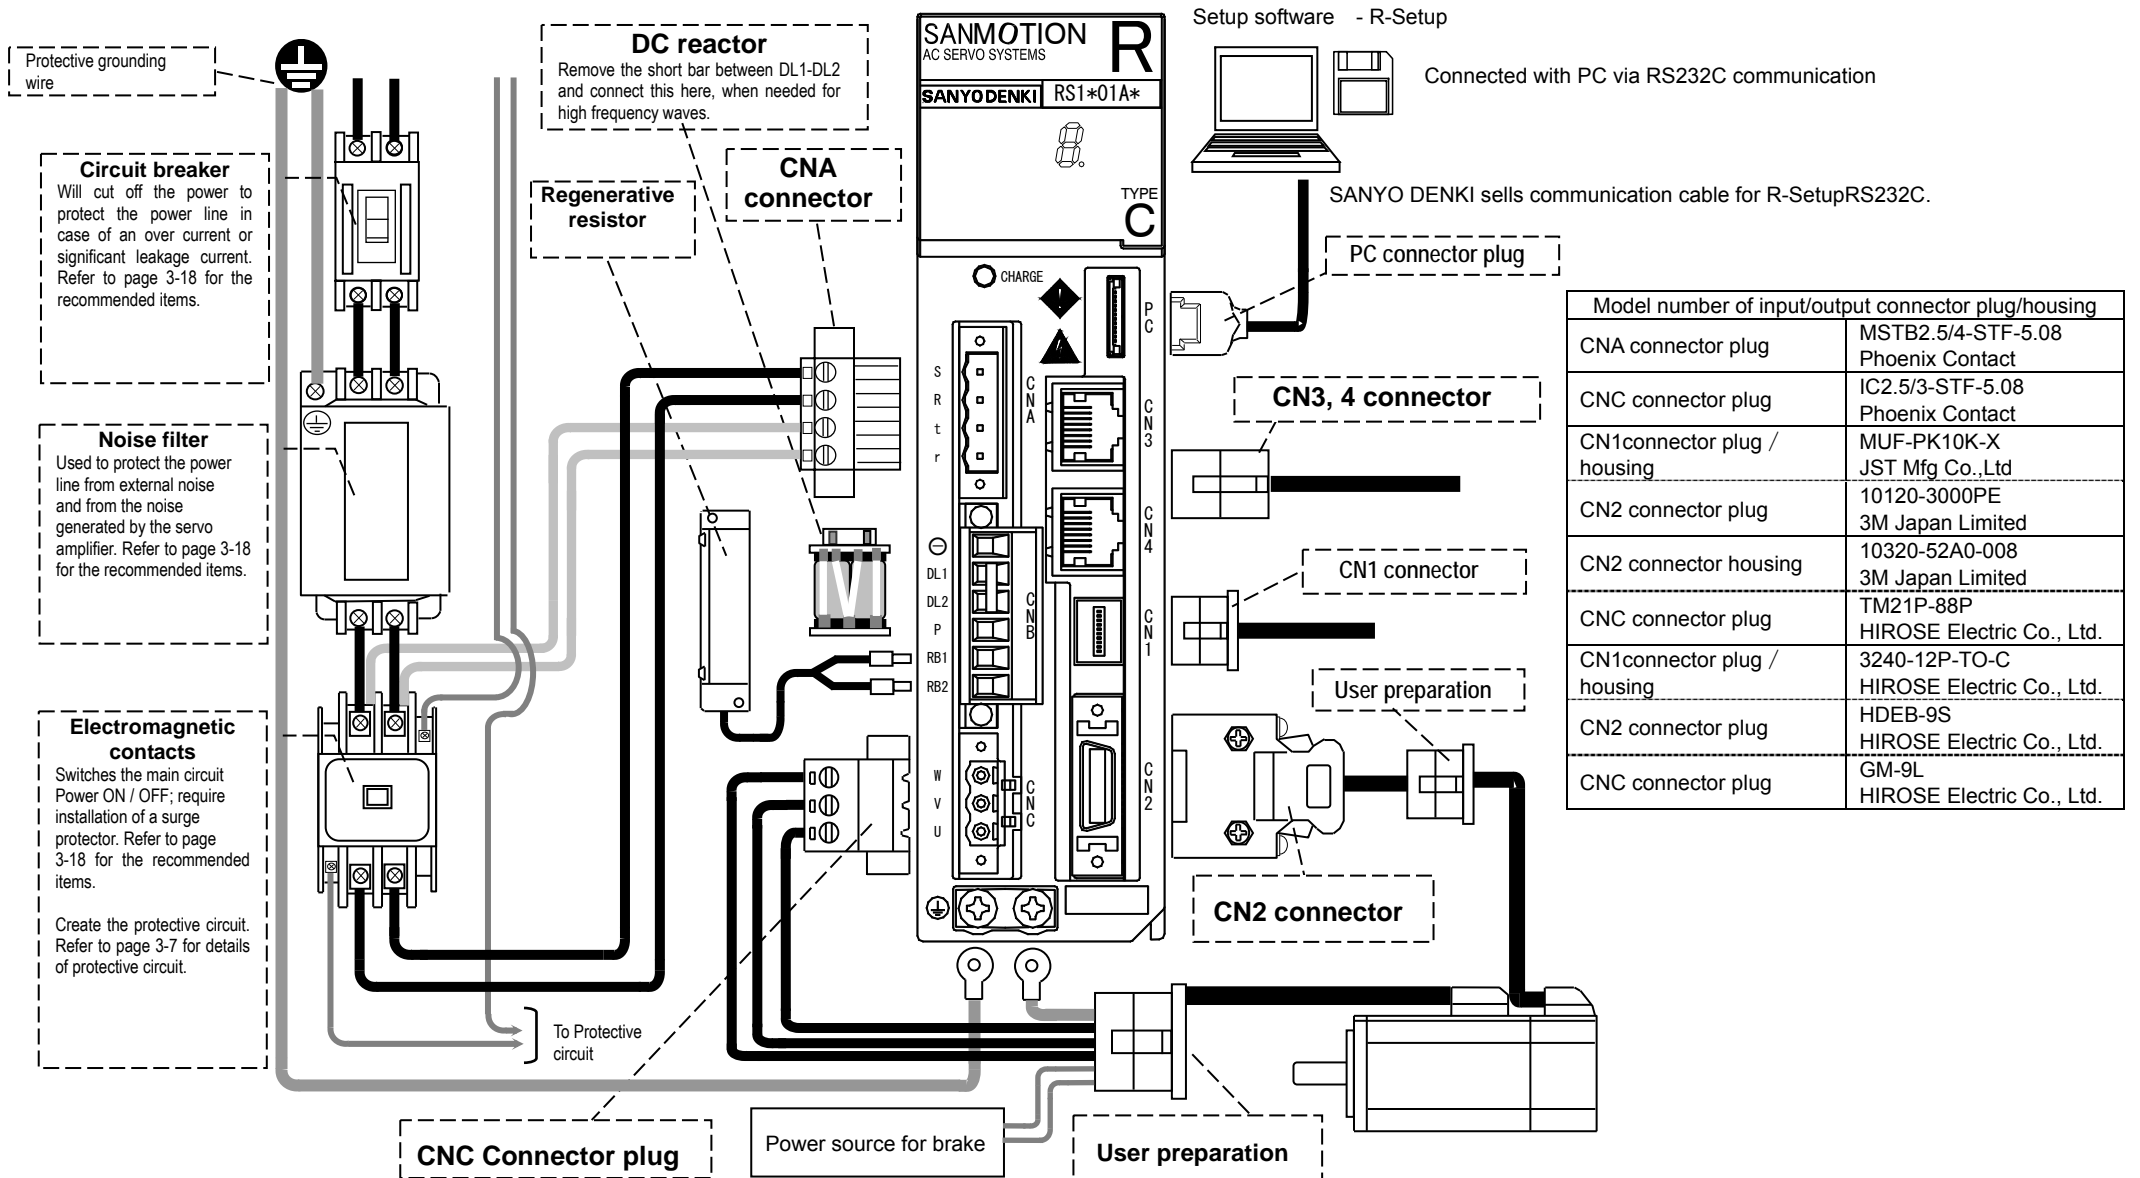 Protective grounding
wire
Circuit breaker
Will cut off the power to
protect the power line in
case of an over current or
significant leakage current.
Refer to page 3-18 for the
recommended items.
Noise filter
Used to protect the power
line from external noise
and from the noise
generated by the servo
amplifier. Refer to page 3-18
for the recommended items.
Electromagnetic
contacts
Switches the main circuit
Power ON / OFF; require
installation of a surge
protector. Refer to page
3-18 for the recommended
items.
Create the protective circuit.
Refer to page 3-7 for details
of protective circuit.
To Protective
circuit
DC reactor
Remove the short bar between DL1-DL2
and connect this here, when needed for
high frequency waves.
Regenerative
resistor
CNA
connector
CNC Connector plug
Power source for brake
User preparation
SANMOTION R
AC SERVO SYSTEMS
SANYO DENKI RS1*01A*
8.
TYPE
C
CHARGE
S
R
t
r
CNA
⊖
DL1
DL2
P
RB1
RB2
CNB
W
V
U
CNC
PC
CN3
CN4
CN1
CN2
Setup software - R-Setup
Connected with PC via RS232C communication
SANYO DENKI sells communication cable for R-SetupRS232C.
PC connector plug
CN3, 4 connector
CN1 connector
User preparation
CN2 connector
Model number of input/output connector plug/housing
CNA connector plug MSTB2.5/4-STF-5.08
Phoenix Contact
CNC connector plug IC2.5/3-STF-5.08
Phoenix Contact
CN1connector plug / MUF-PK10K-X
housing JST Mfg Co.,Ltd
CN2 connector plug 10120-3000PE
3M Japan Limited
CN2 connector housing 10320-52A0-008
3M Japan Limited
CNC connector plug TM21P-88P
HIROSE Electric Co., Ltd.
CN1connector plug / 3240-12P-TO-C
housing HIROSE Electric Co., Ltd.
CN2 connector plug HDEB-9S
HIROSE Electric Co., Ltd.
CNC connector plug GM-9L
HIROSE Electric Co., Ltd.